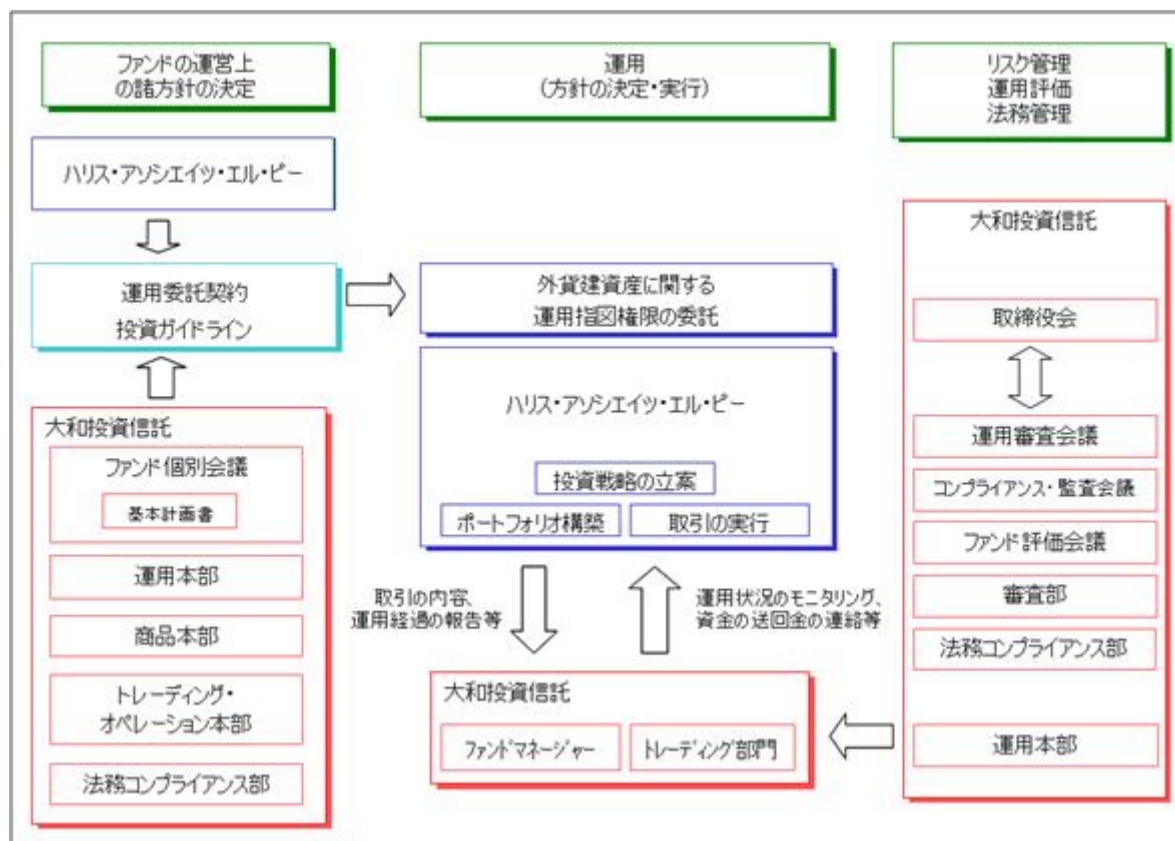 ファンドの運営上
の諸方針の決定
運用
(方針の決定・実行)
リスク管理
運用評価
法務管理
ハリス・アソシエイツ・エル・ピー
運用委託契約
投資ガイドライン
外貨建資産に関する
運用指図権限の委託
ハリス・アソシエイツ・エル・ピー
投資戦略の立案
ポートフォリオ構築
取引の実行
大和投資信託
ファンド個別会議
基本計画書
運用本部
商品本部
トレーディング・
オペレーション本部
法務コンプライアンス部
取引の内容、
運用経過の報告等
運用状況のモニタリング、
資金の送回金の連絡等
大和投資信託
ファンドマネージャー
トレーディング部門
大和投資信託
取締役会
運用審査会議
コンプライアンス・監査会議
ファンド評価会議
審査部
法務コンプライアンス部
運用本部